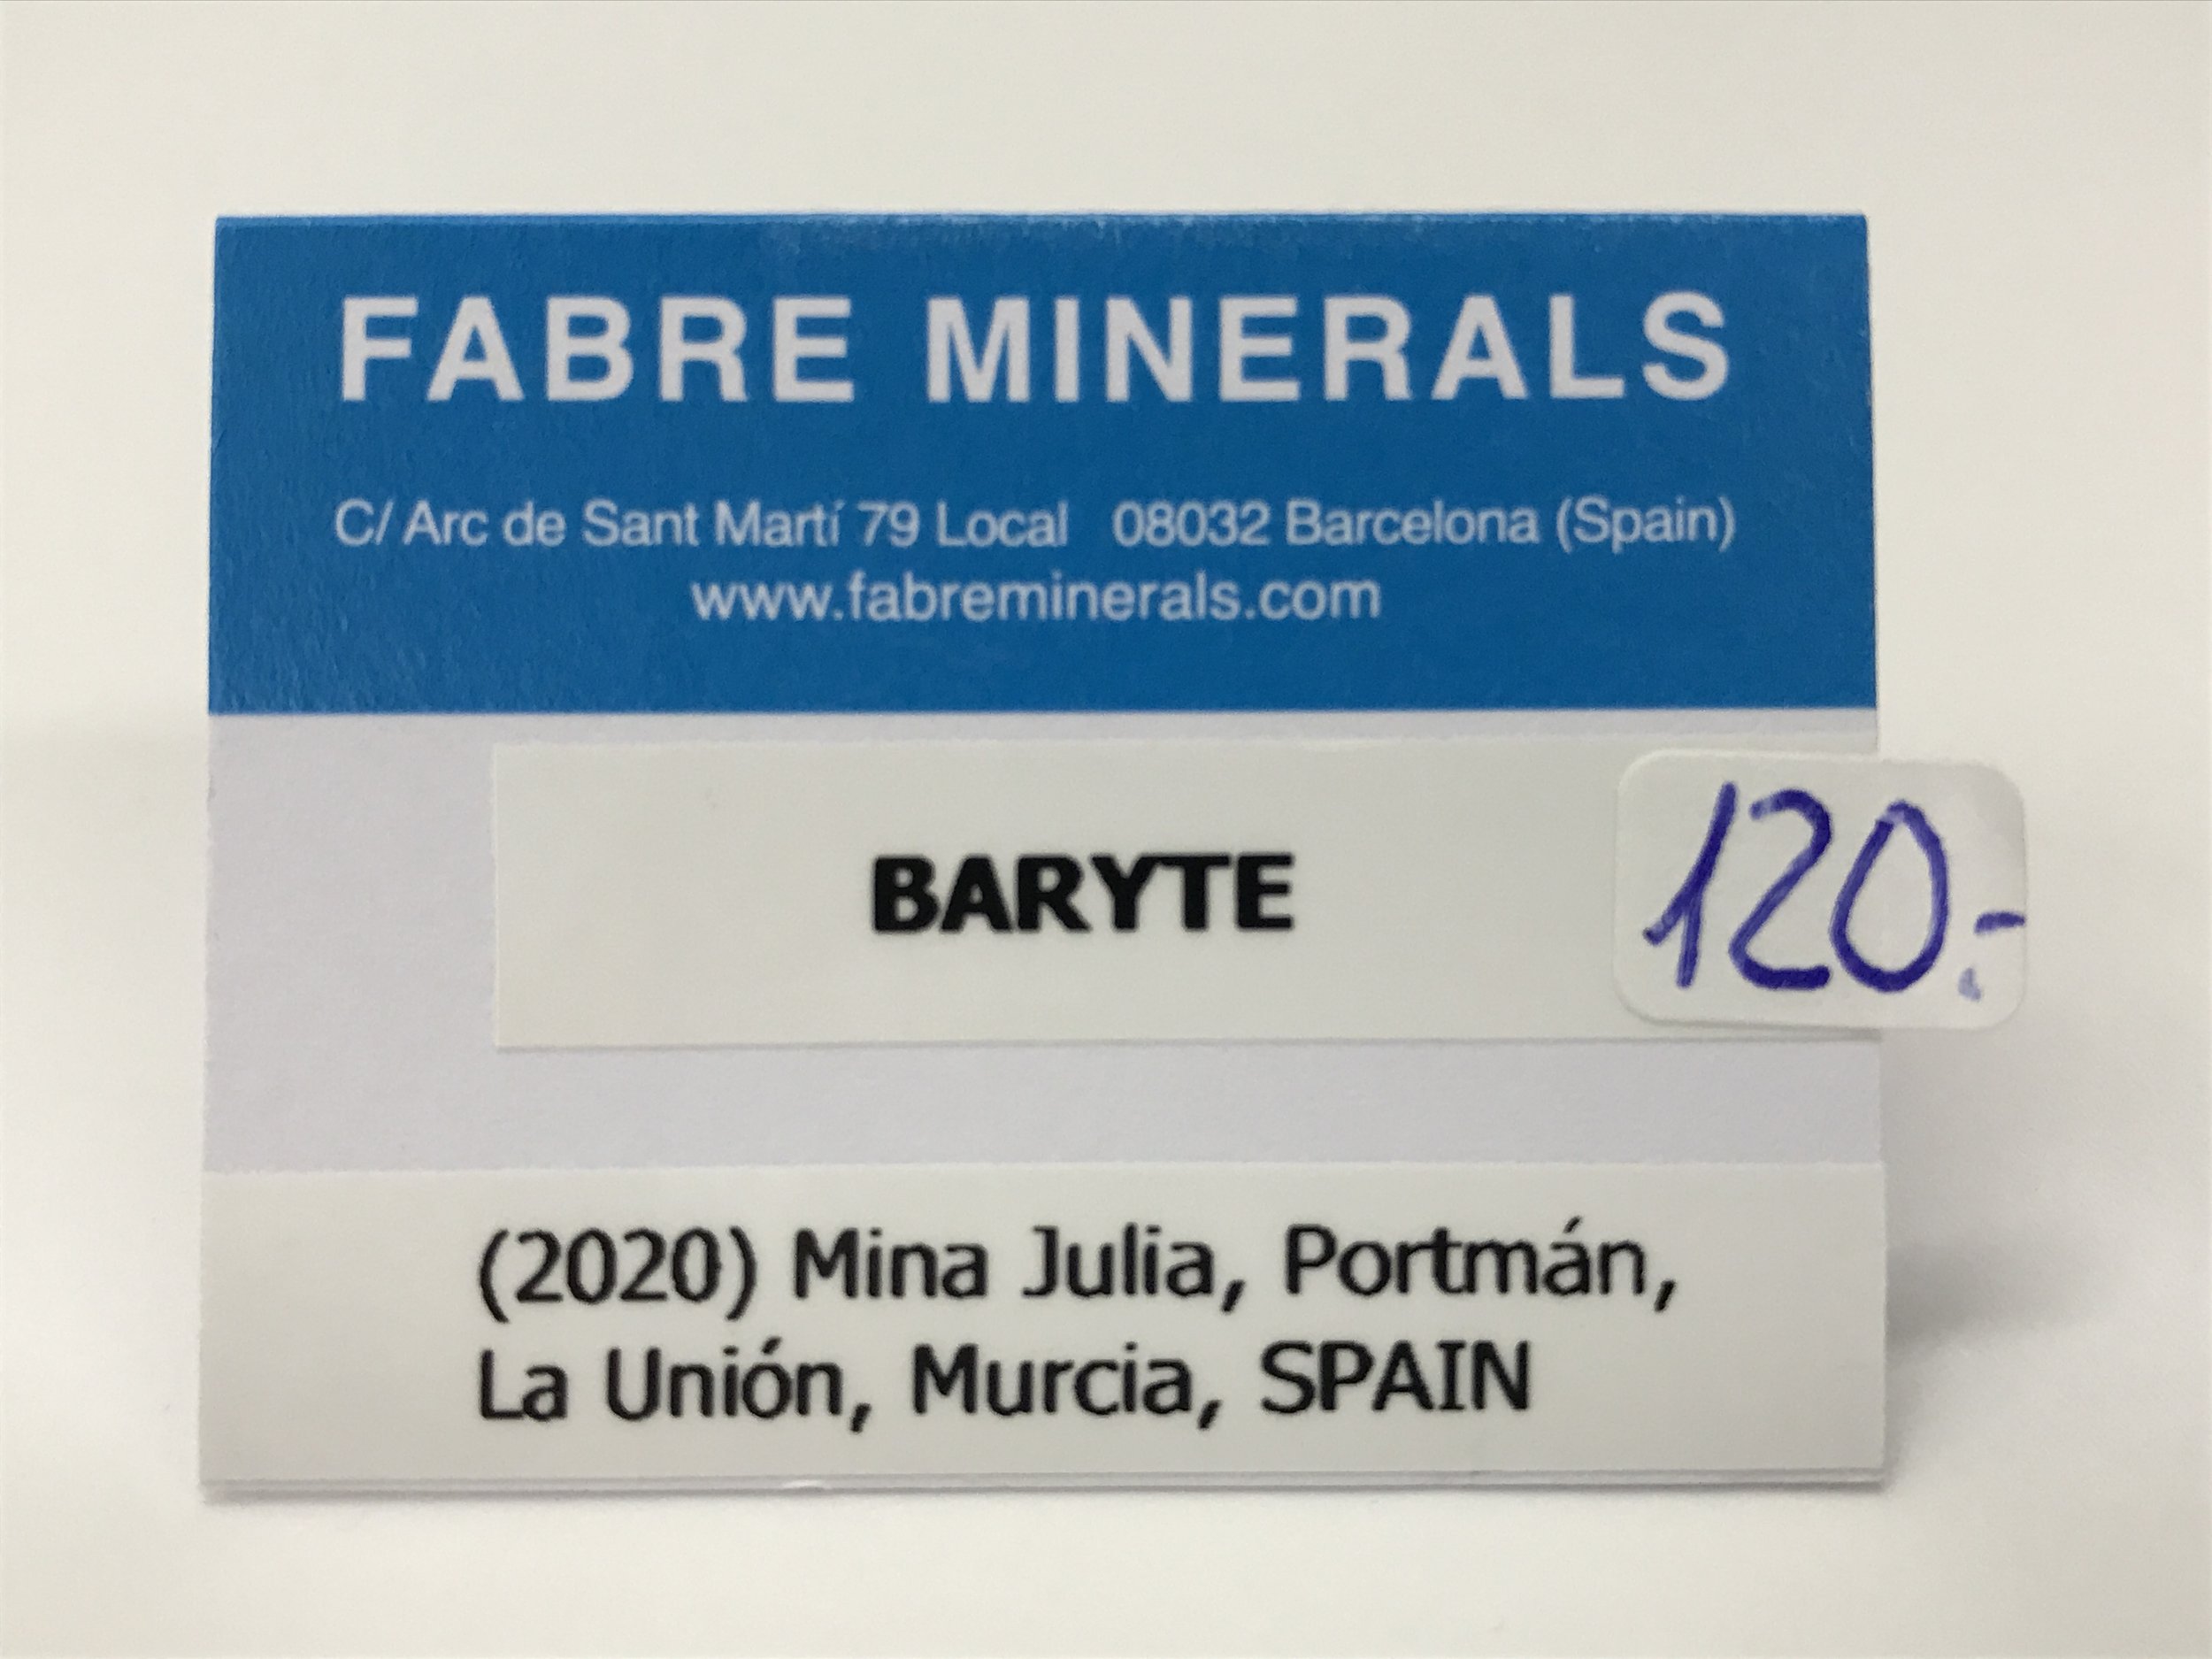 FABRE MINERALS
C/ Arc de Sant Martí 79 Local 08032 Barcelona (Spain)
www.fabreminerals.com
BARYTE
120.-
(2020) Mina Julia, Portmán,
La Unión, Murcia, SPAIN